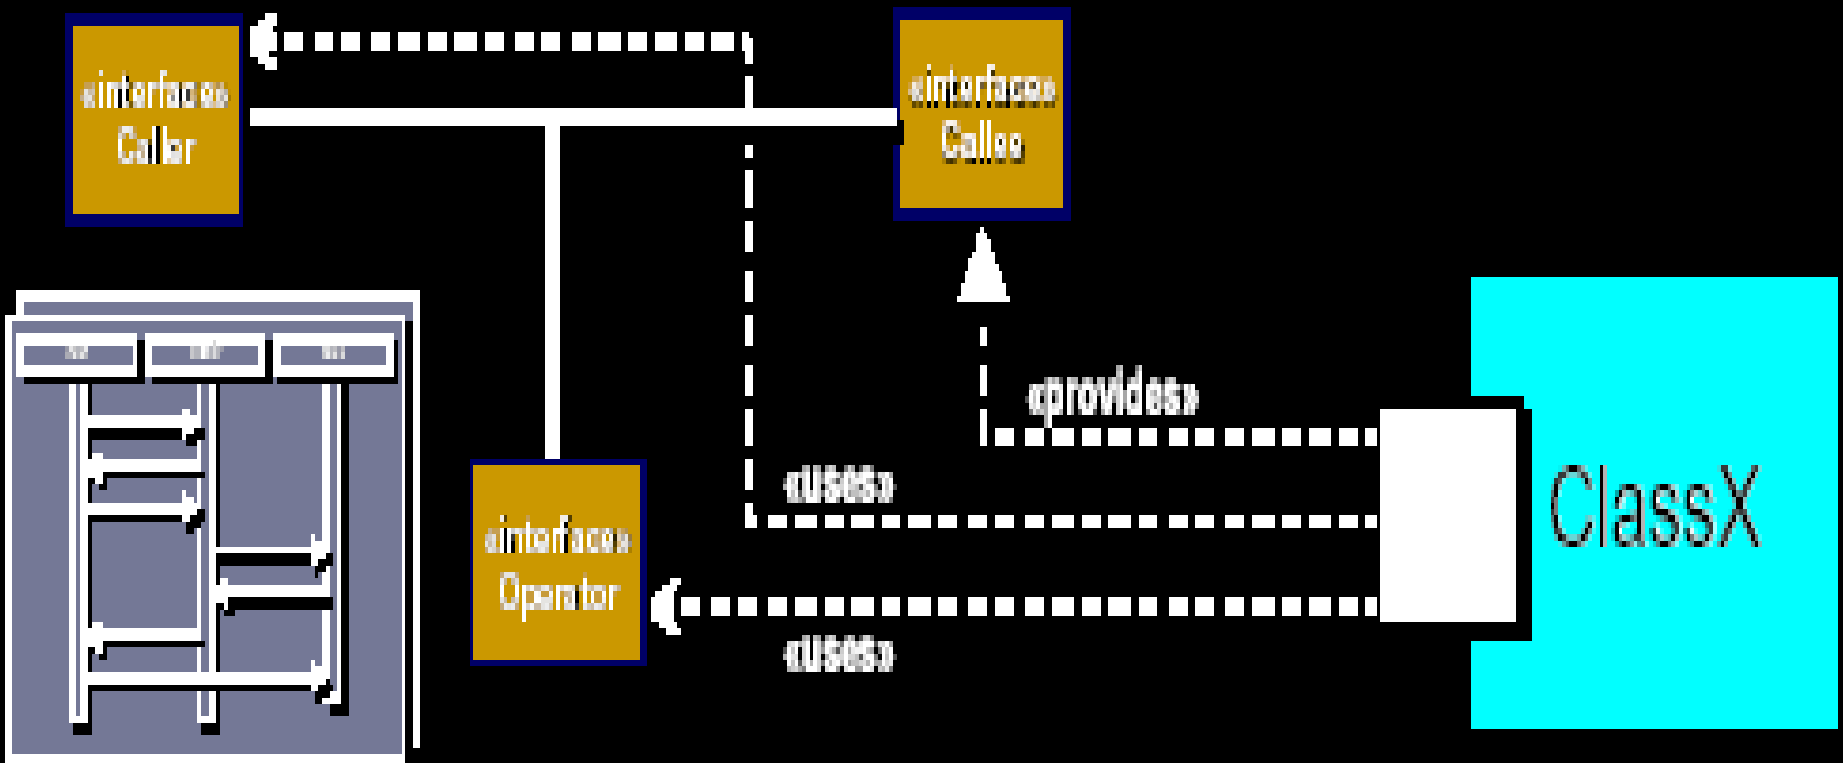 «interface»
Caller
«interface»
Callee
«provides»
«uses»
ClassX
«interface»
Operator
«uses»